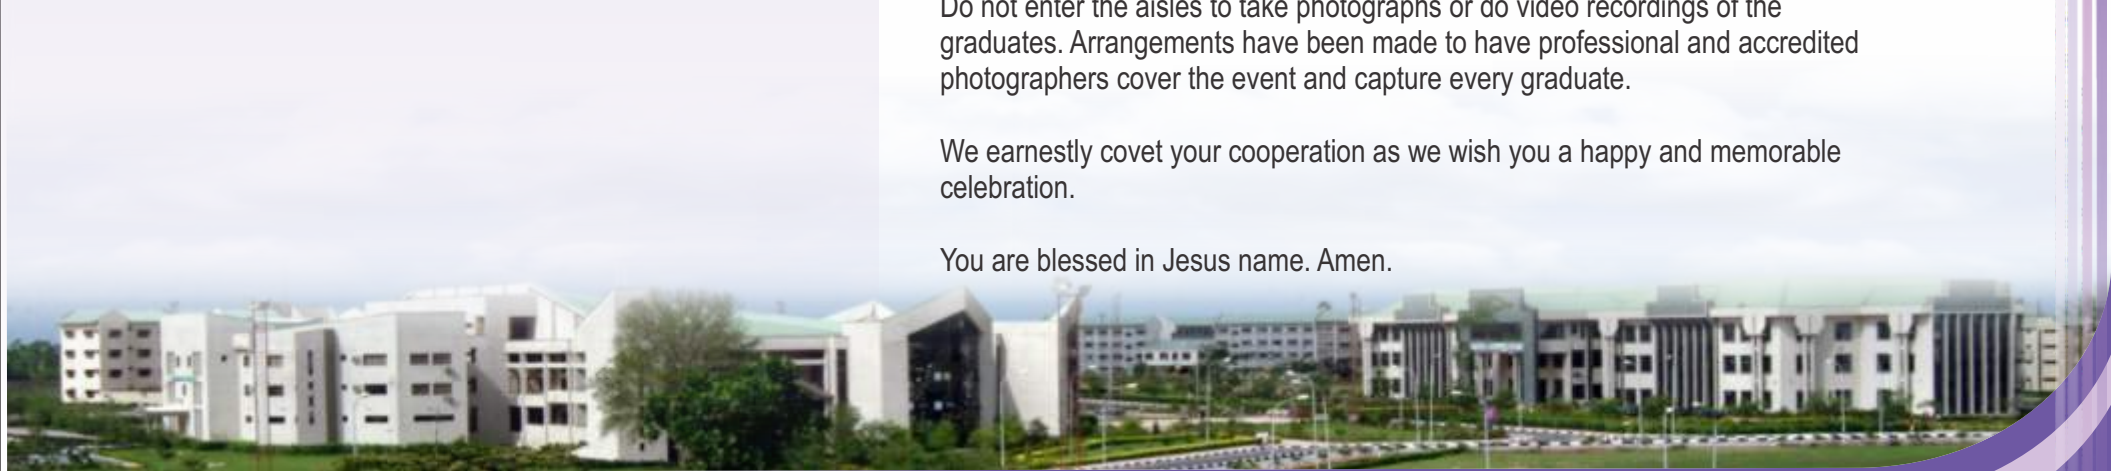 Do not enter the aisles to take photographs or do video recordings of the
graduates. Arrangements have been made to have professional and accredited
photographers cover the event and capture every graduate.
We earnestly covet your cooperation as we wish you a happy and memorable
celebration.
You are blessed in Jesus name. Amen.